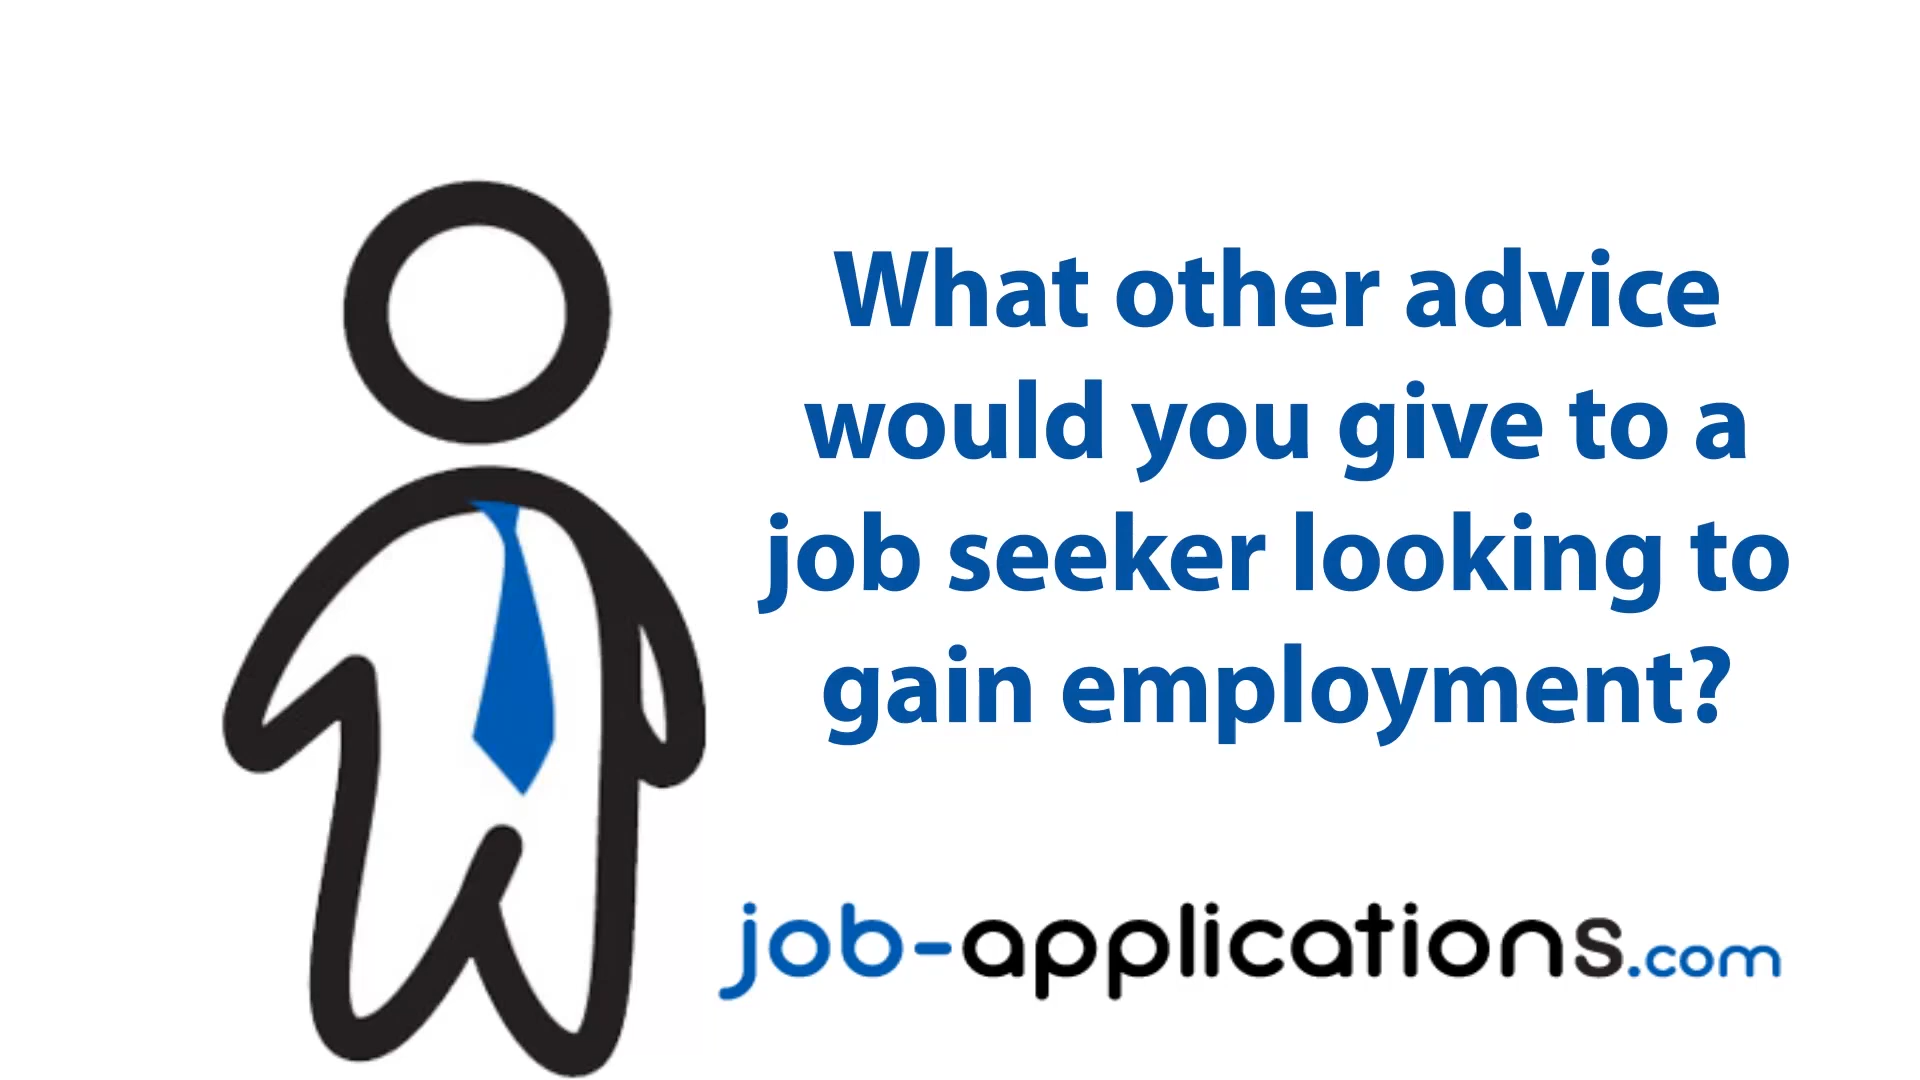 What other advice
would you give to a
job seeker looking to
gain employment?
job-applications.com